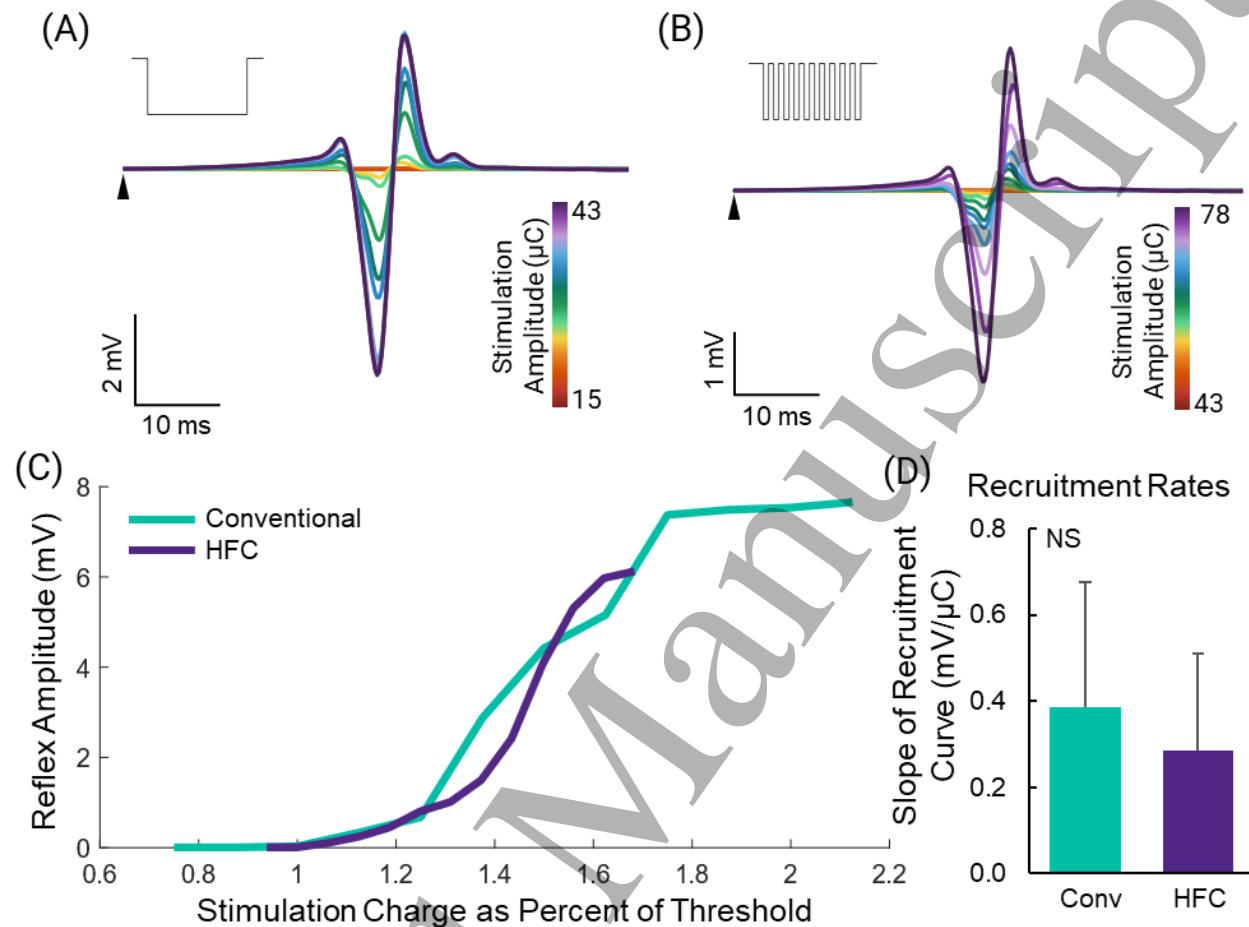 (A)
43
Stimulation
Amplitude (µC)
15
2 mV
10 ms
(B)
78
Stimulation
Amplitude (µC)
43
1 mV
10 ms
(C)
8
6
4
2
0
Reflex Amplitude (mV)
Conventional
HFC
0.6 0.8 1 1.2 1.4 1.6 1.8 2 2.2
Stimulation Charge as Percent of Threshold
(D)
Recruitment Rates
0.8
0.6
0.4
0.2
0.0
Slope of Recruitment
Curve (mV/µC)
NS
Conv HFC
Manuscrip